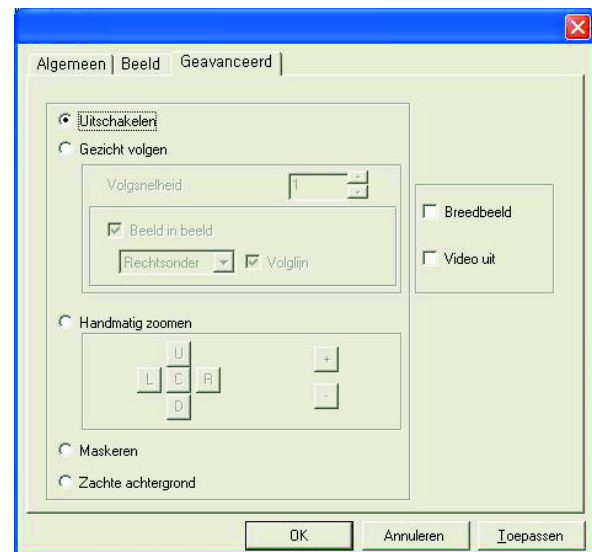 Algemeen Beeld Geavanceerd
Uitschakelen
Gezicht volgen
Volgsnelheid 1
Beeld in beeld
Rechtsonder Volglijn
Breedbeeld
Video uit
Handmatig zoomen
U
L C R
D
+
-
Maskeren
Zachte achtergrond
OK Annuleren Toepassen